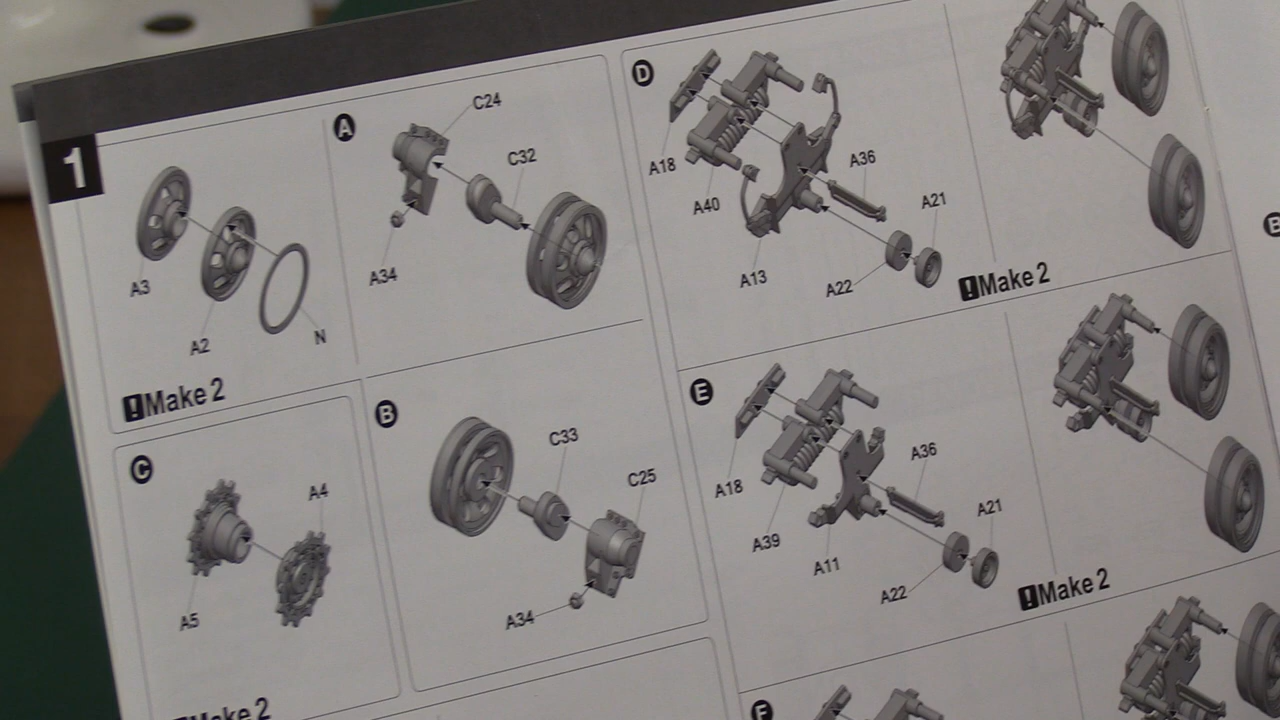 1
A3
A2
N
!Make 2
A
C24
C32
A34
C
A4
A5
Make 2
B
C33
C25
A34
D
A18
A40
A13
A36
A21
A22
!Make 2
E
A18
A39
A11
A36
A21
A22
!Make 2
F